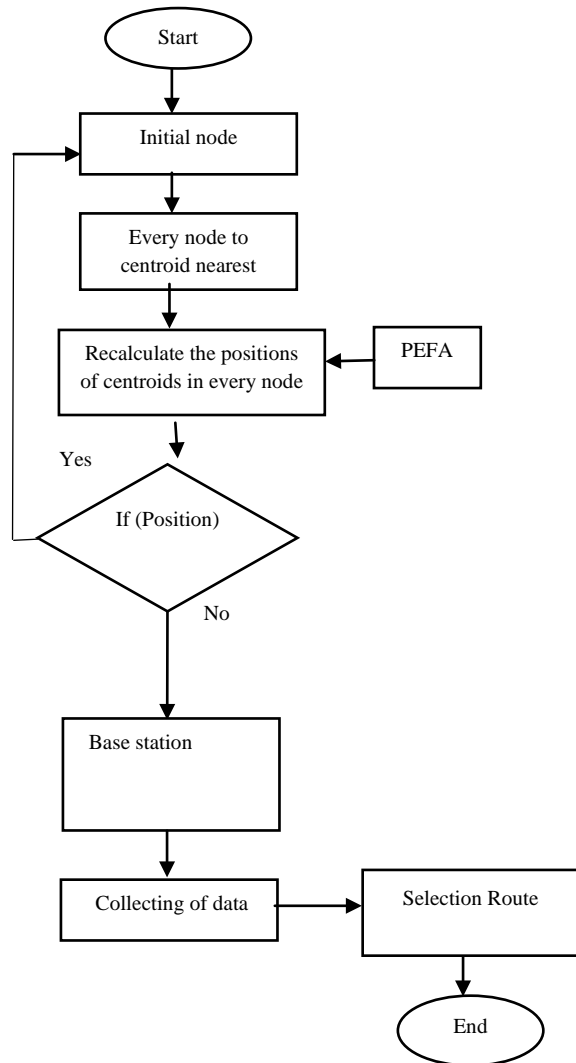 Start
Initial node
Every node to
centroid nearest
Recalculate the positions
of centroids in every node
PEFA
Yes
If (Position)
No
Base station
Collecting of data
Selection Route
End